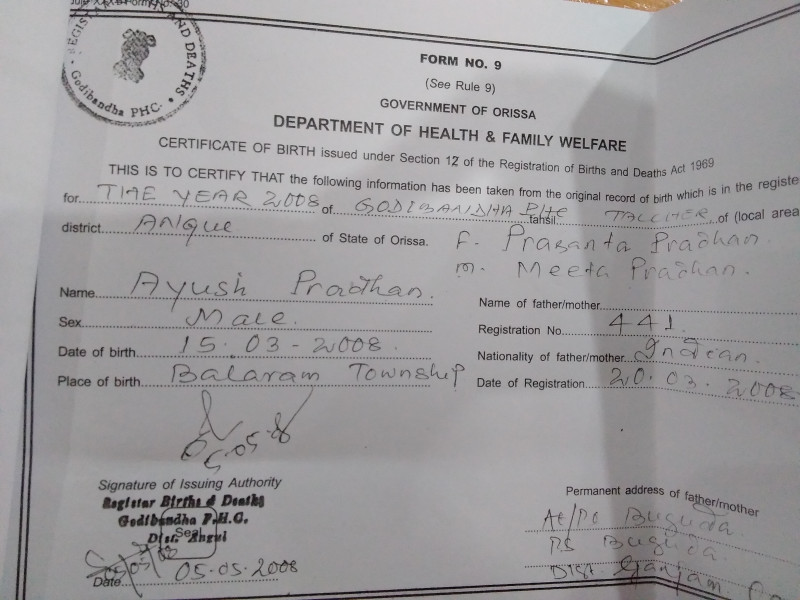 FORM NO. 9
(See Rule 9)
GOVERNMENT OF ORISSA
DEPARTMENT OF HEALTH & FAMILY WELFARE
CERTIFICATE OF BIRTH issued under Section 12 of the Registration of Births and Deaths Act 1969
AND DEATHS
Godibandha PHC.
THIS IS TO CERTIFY THAT the following information has been taken from the original record of birth which is in the registe
for THE YEAR 2008 of GODIBANDHA PHC tahsil TALCHER of (local area
district ANGUL of State of Orissa.
F. Prasanta Pradhan.
m. Meeta Pradhan.
Name Ayush Pradhan.
Name of father/mother
Sex Male.
Registration No. 441.
Date of birth 15.03-2008.
Nationality of father/mother Indian.
Place of birth Balaram Township
Date of Registration 20.03.2008
05.05.8
Signature of Issuing Authority
Registar Births & Deaths
Godibandha P.H.C.
Dist. Angul
Seal
Date 05.05.2008
Permanent address of father/mother
At/Po Buguda.
P.S Buguda.
Dist. Ganjam.